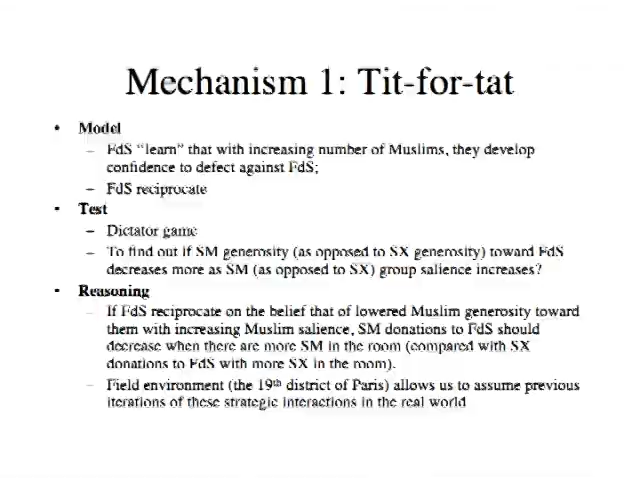 Mechanism 1: Tit-for-tat
• Model
– FdS "learn" that with increasing number of Muslims, they develop
confidence to defect against FdS;
– FdS reciprocate
• Test
– Dictator game
– To find out if SM generosity (as opposed to SX generosity) toward FdS
decreases more as SM (as opposed to SX) group salience increases?
• Reasoning
– If FdS reciprocate on the belief that of lowered Muslim generosity toward
them with increasing Muslim salience, SM donations to FdS should
decrease when there are more SM in the room (compared with SX
donations to FdS with more SX in the room).
– Field environment (the 19th district of Paris) allows us to assume previous
iterations of these strategic interactions in the real world